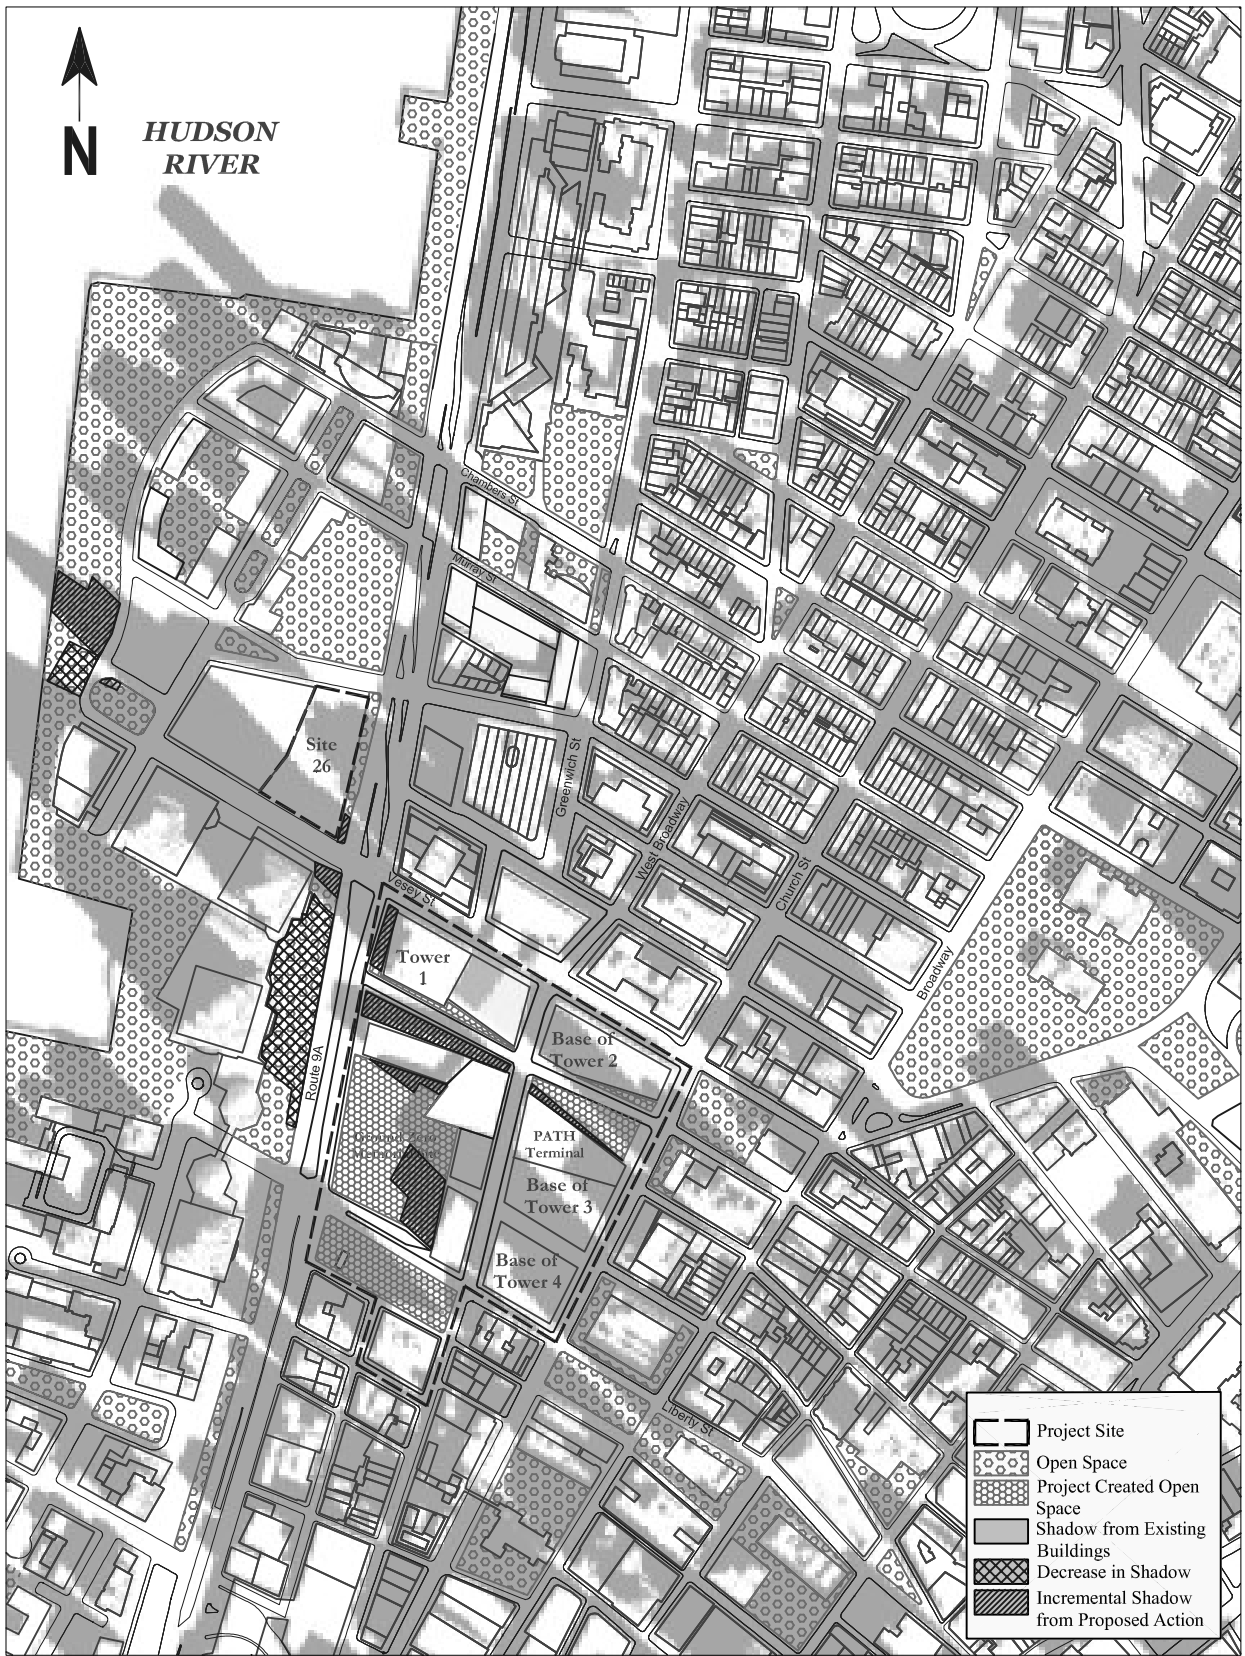 HUDSON
RIVER
N
Chambers St
Murray St
Site
26
Greenwich St
West Broadway
Church St
Vesey St
Broadway
Tower
1
Route 9A
Base of
Tower 2
Ground Zero
PATH
Terminal
Base of
Tower 3
Base of
Tower 4
Liberty St
Project Site
Open Space
Project Created Open
Space
Shadow from Existing
Buildings
Decrease in Shadow
Incremental Shadow
from Proposed Action